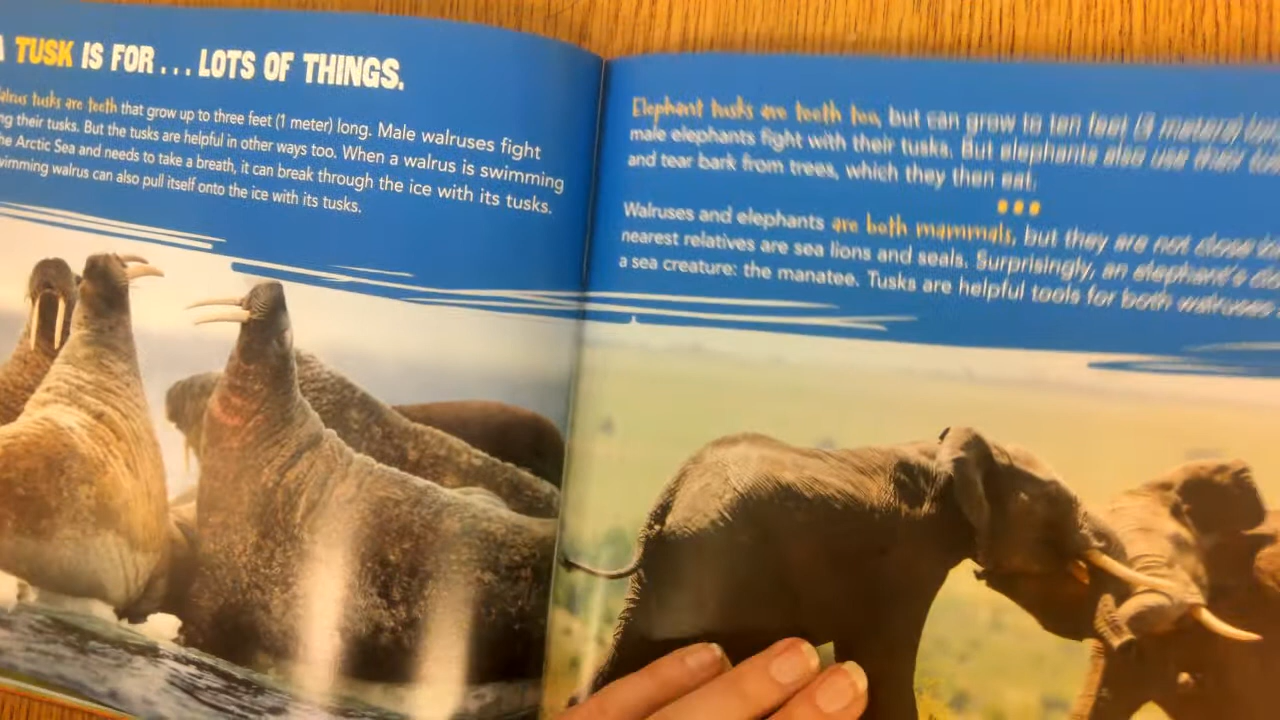 A TUSK IS FOR... LOTS OF THINGS.
Walrus tusks are teeth that grow up to three feet (1 meter) long. Male walruses fight
their tusks. But the tusks are helpful in other ways too. When a walrus is swimming
the Arctic Sea and needs to take a breath, it can break through the ice with its tusks.
swimming walrus can also pull itself onto the ice with its tusks.
Elephant tusks are teeth too, but can grow to ten feet (3 meters)
male elephants fight with their tusks. But elephants also use their
and tear bark from trees, which they then eat.
Walruses and elephants are both mammals, but they are not close
nearest relatives are sea lions and seals. Surprisingly, an elephant's
a sea creature: the manatee. Tusks are helpful tools for both walruses